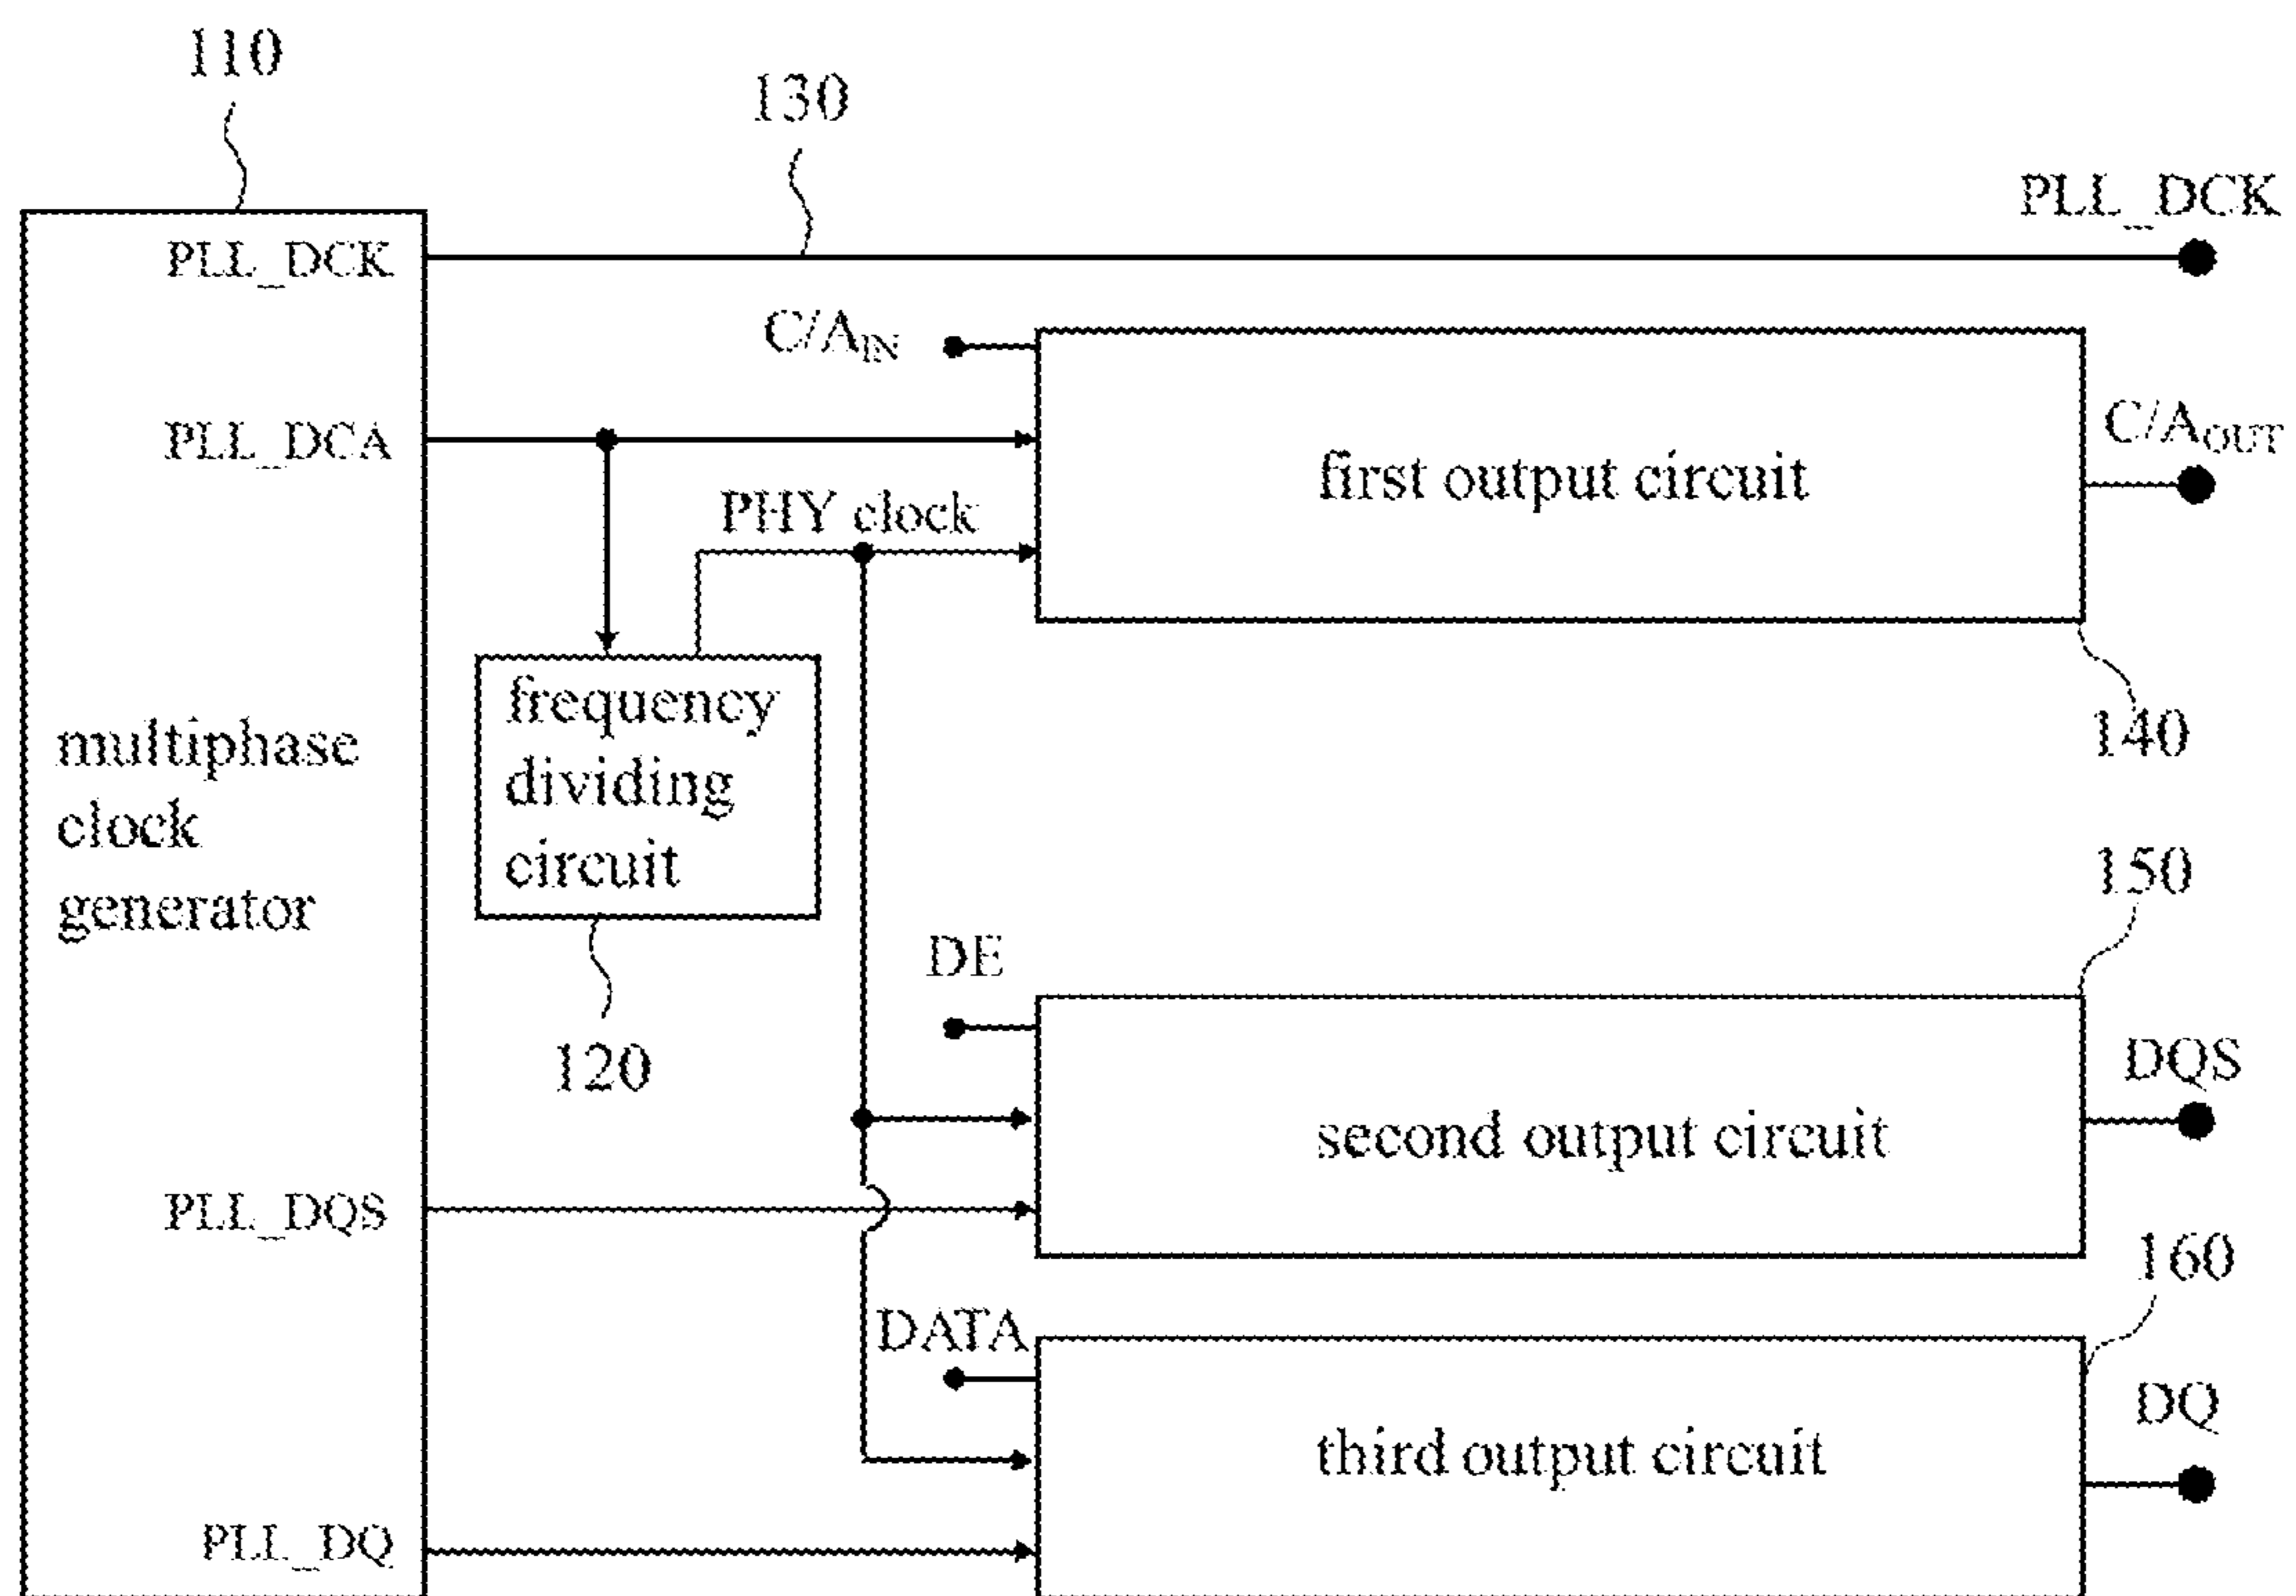 110
130
PLL_DCK
PLL_DCK
C/A_IN
PLL_DCA
C/A_OUT
first output circuit
PHY clock
frequency
dividing
circuit
140
multiphase
clock
generator
150
DE
120
DQS
second output circuit
PLL_DQS
160
DATA
DQ
third output circuit
PLL_DQ